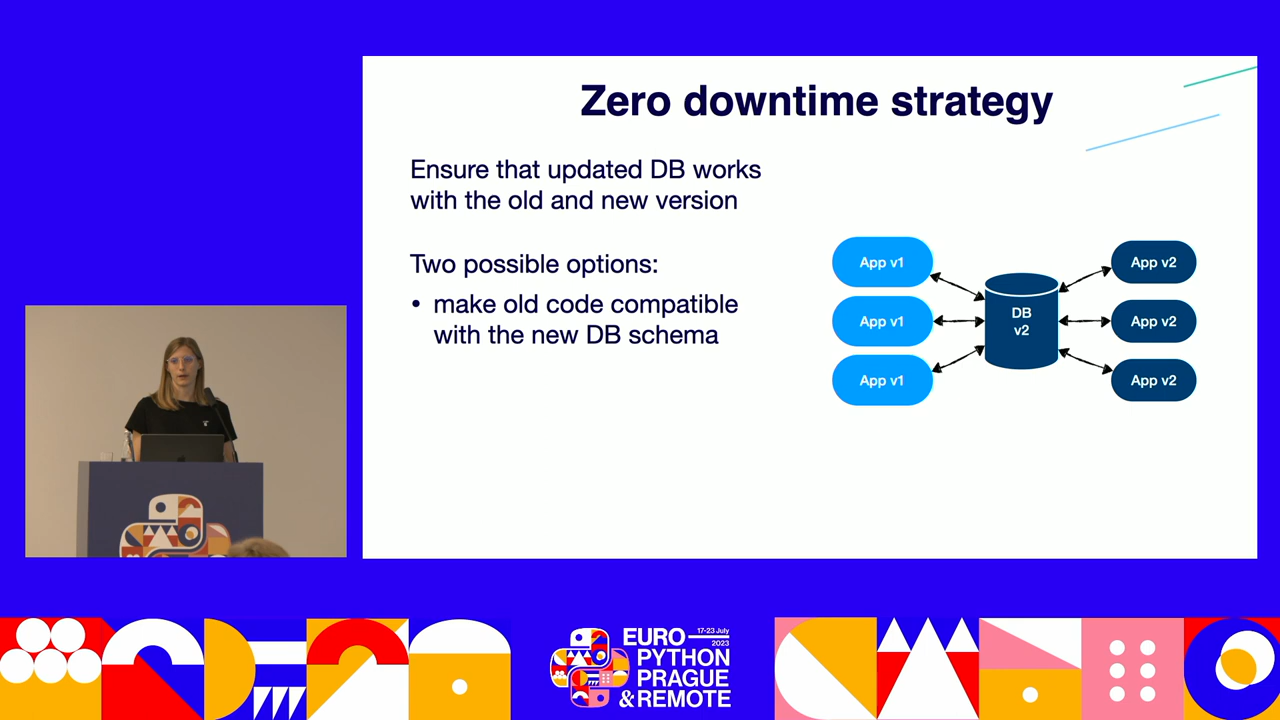 Zero downtime strategy
Ensure that updated DB works
with the old and new version
Two possible options:
• make old code compatible
with the new DB schema
App v1
App v1
App v1
DB
v2
App v2
App v2
App v2
EURO
17-23 July
2023
PYTHON
PRAGUE
& REMOTE